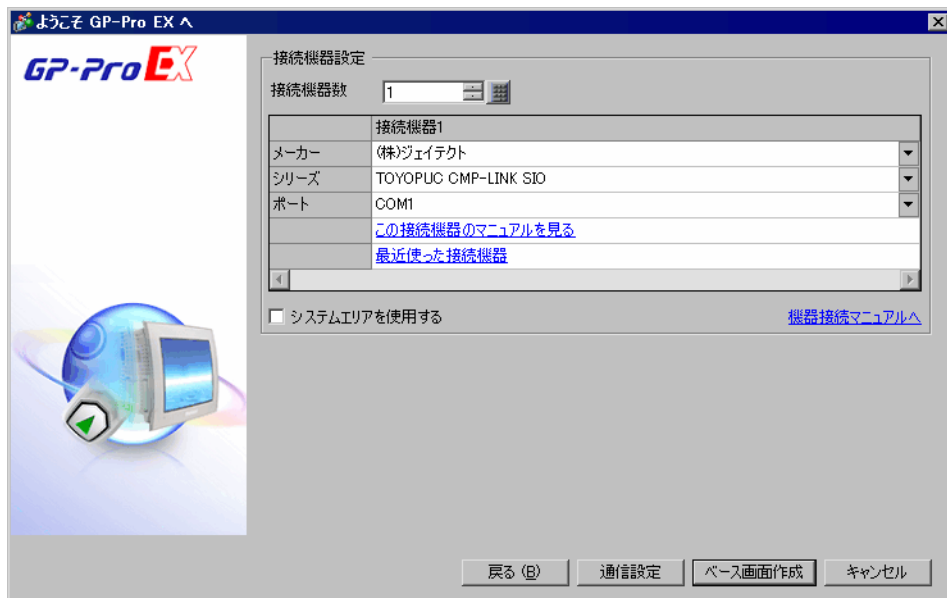 ようこそ GP-Pro EX へ
GP-Pro EX
接続機器設定
接続機器数 1
接続機器1
メーカー (株)ジェイテクト
シリーズ TOYOPUC CMP-LINK SIO
ポート COM1
この接続機器のマニュアルを見る
最近使った接続機器
システムエリアを使用する 機器接続マニュアルへ
戻る (B) 通信設定 ベース画面作成 キャンセル